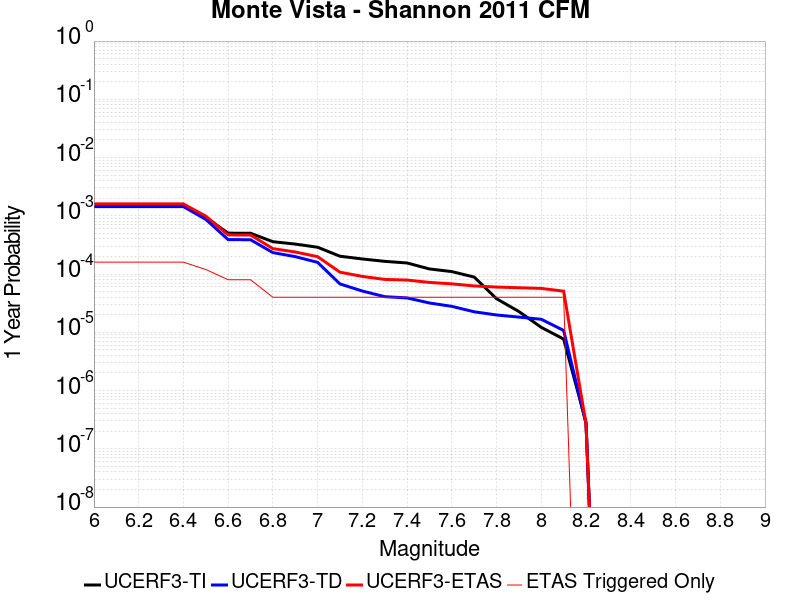 Monte Vista - Shannon 2011 CFM
1 Year Probability
10^0
10^-1
10^-2
10^-3
10^-4
10^-5
10^-6
10^-7
10^-8
6 6.2 6.4 6.6 6.8 7 7.2 7.4 7.6 7.8 8 8.2 8.4 8.6 8.8 9
Magnitude
UCERF3-TI UCERF3-TD UCERF3-ETAS ETAS Triggered Only